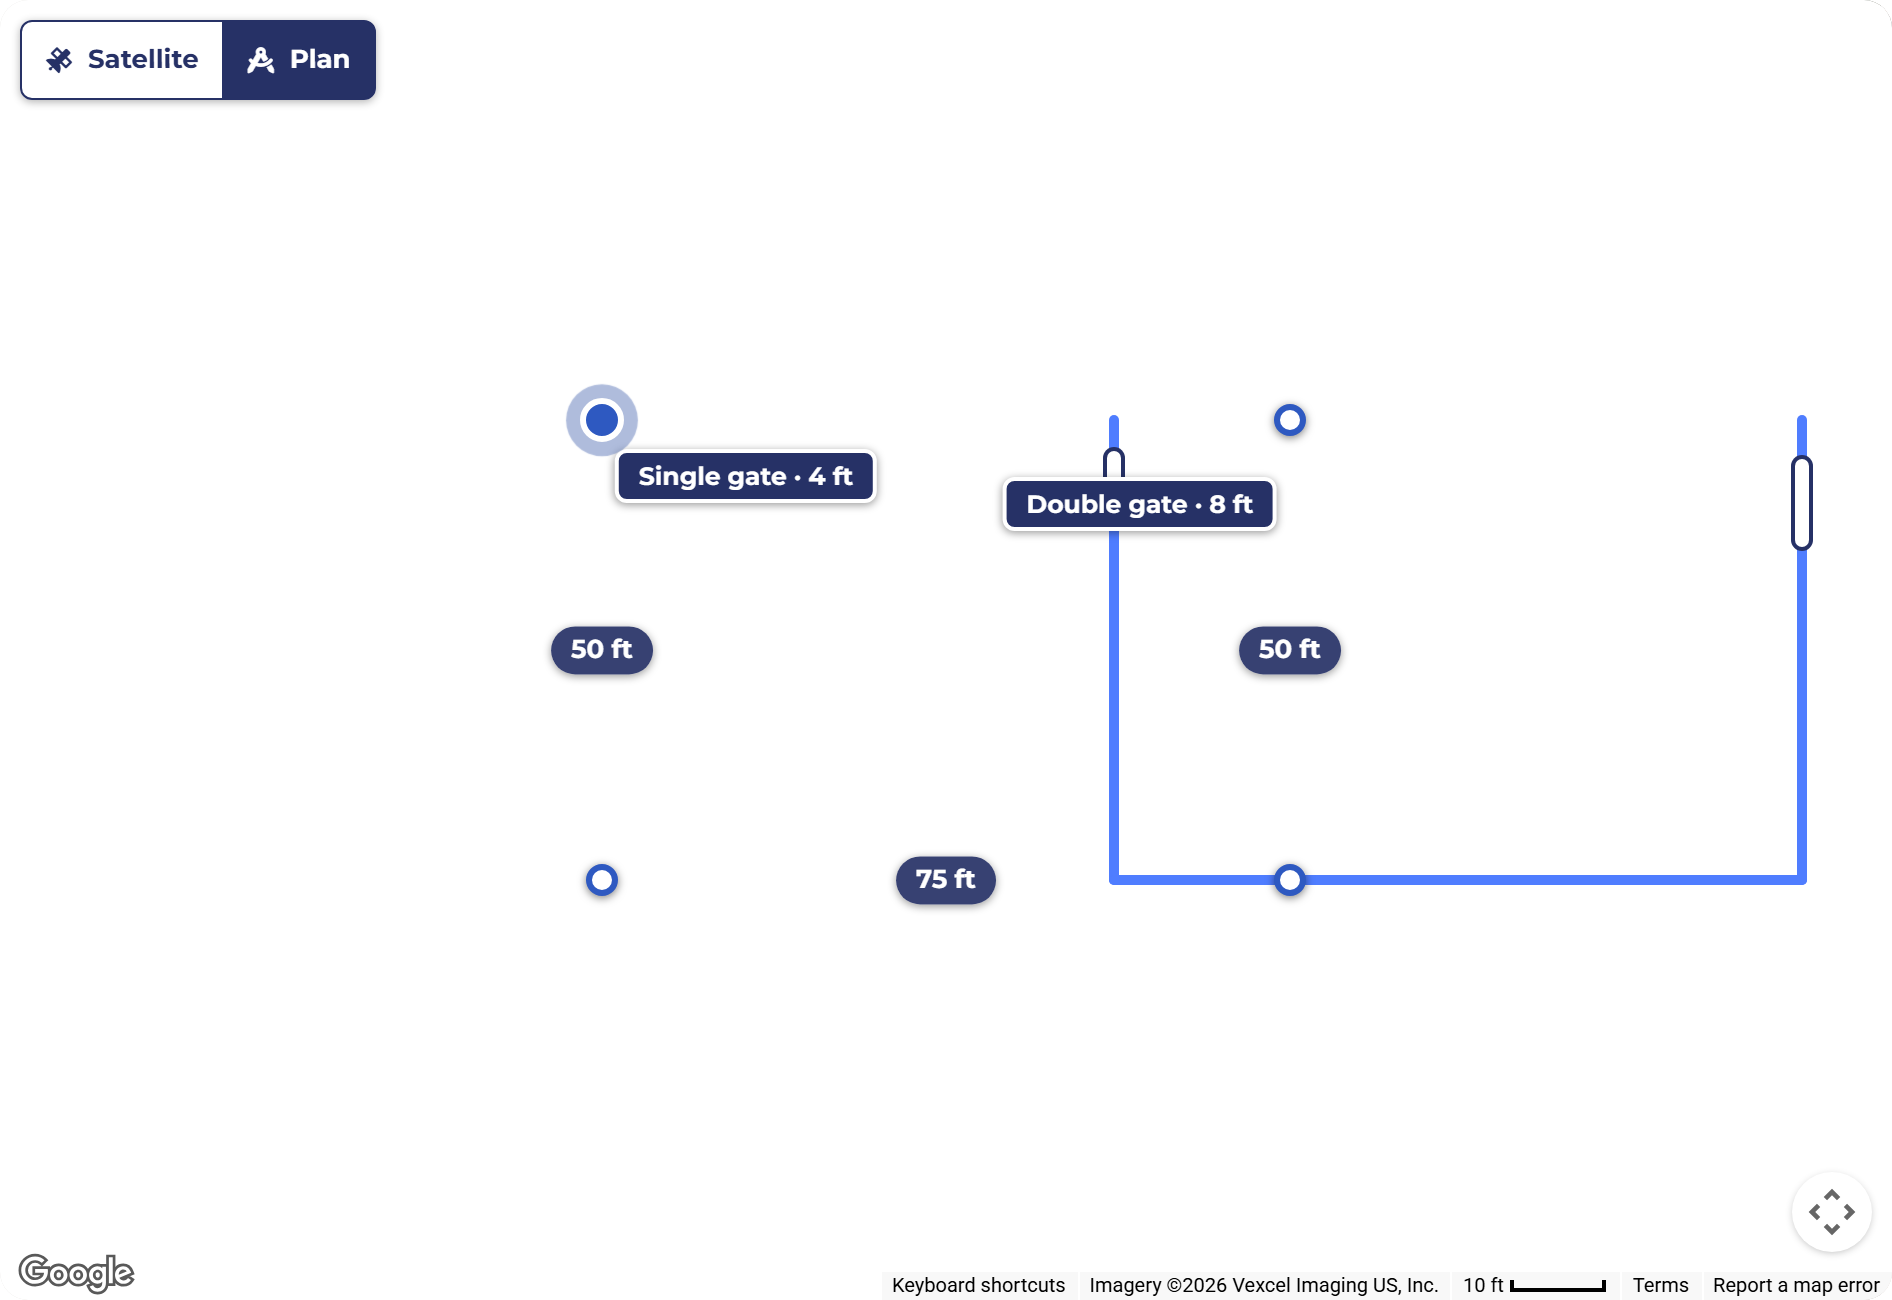 Satellite
Plan
Single gate · 4 ft
Double gate · 8 ft
50 ft
50 ft
75 ft
Google
Keyboard shortcuts
Imagery ©2026 Vexcel Imaging US, Inc.
10 ft
Terms
Report a map error